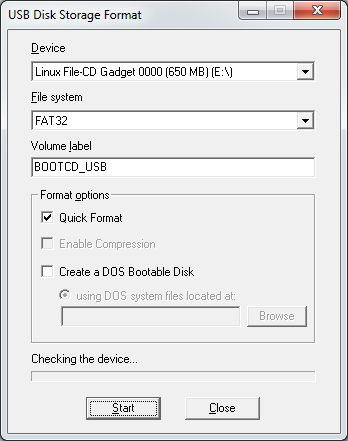 USB Disk Storage Format
Device
Linux File-CD Gadget 0000 (650 MB) (E:\)
File system
FAT32
Volume label
BOOTCD_USB
Format options
Quick Format
Enable Compression
Create a DOS Bootable Disk
using DOS system files located at:
Browse
Checking the device...
Start
Close